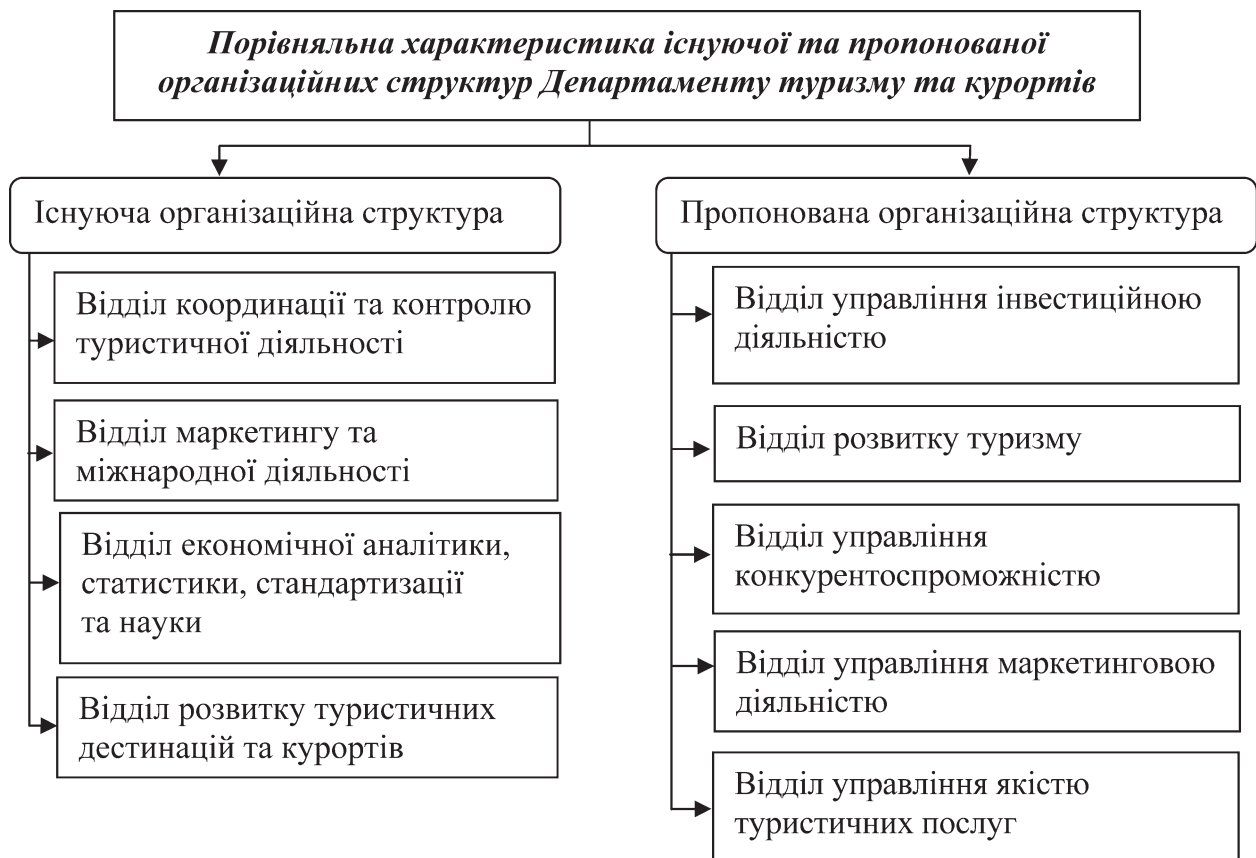 Порівняльна характеристика існуючої та пропонованої
організаційних структур Департаменту туризму та курортів
Існуюча організаційна структура
Відділ координації та контролю
туристичної діяльності
Відділ маркетингу та
міжнародної діяльності
Відділ економічної аналітики,
статистики, стандартизації
та науки
Відділ розвитку туристичних
дестинацій та курортів
Пропонована організаційна структура
Відділ управління інвестиційною
діяльністю
Відділ розвитку туризму
Відділ управління
конкурентоспроможністю
Відділ управління маркетинговою
діяльністю
Відділ управління якістю
туристичних послуг